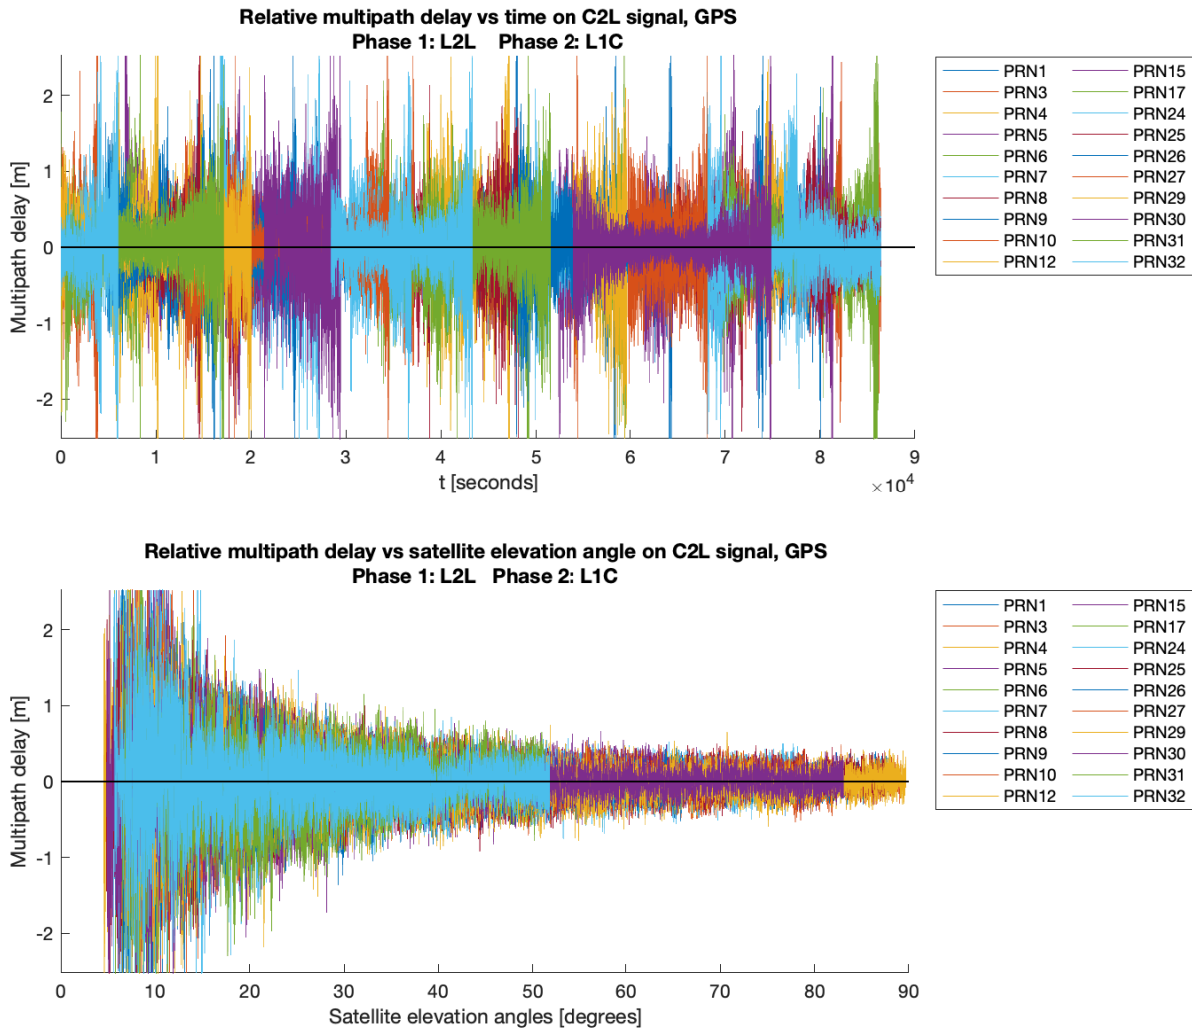 Relative multipath delay vs time on C2L signal, GPS
Phase 1: L2L    Phase 2: L1C
Multipath delay [m]
2
1
0
-1
-2
0 1 2 3 4 5 6 7 8 9
t [seconds]
×10⁴
PRN1 PRN15
PRN3 PRN17
PRN4 PRN24
PRN5 PRN25
PRN6 PRN26
PRN7 PRN27
PRN8 PRN29
PRN9 PRN30
PRN10 PRN31
PRN12 PRN32
Relative multipath delay vs satellite elevation angle on C2L signal, GPS
Phase 1: L2L   Phase 2: L1C
Multipath delay [m]
2
1
0
-1
-2
0 10 20 30 40 50 60 70 80 90
Satellite elevation angles [degrees]
PRN1 PRN15
PRN3 PRN17
PRN4 PRN24
PRN5 PRN25
PRN6 PRN26
PRN7 PRN27
PRN8 PRN29
PRN9 PRN30
PRN10 PRN31
PRN12 PRN32